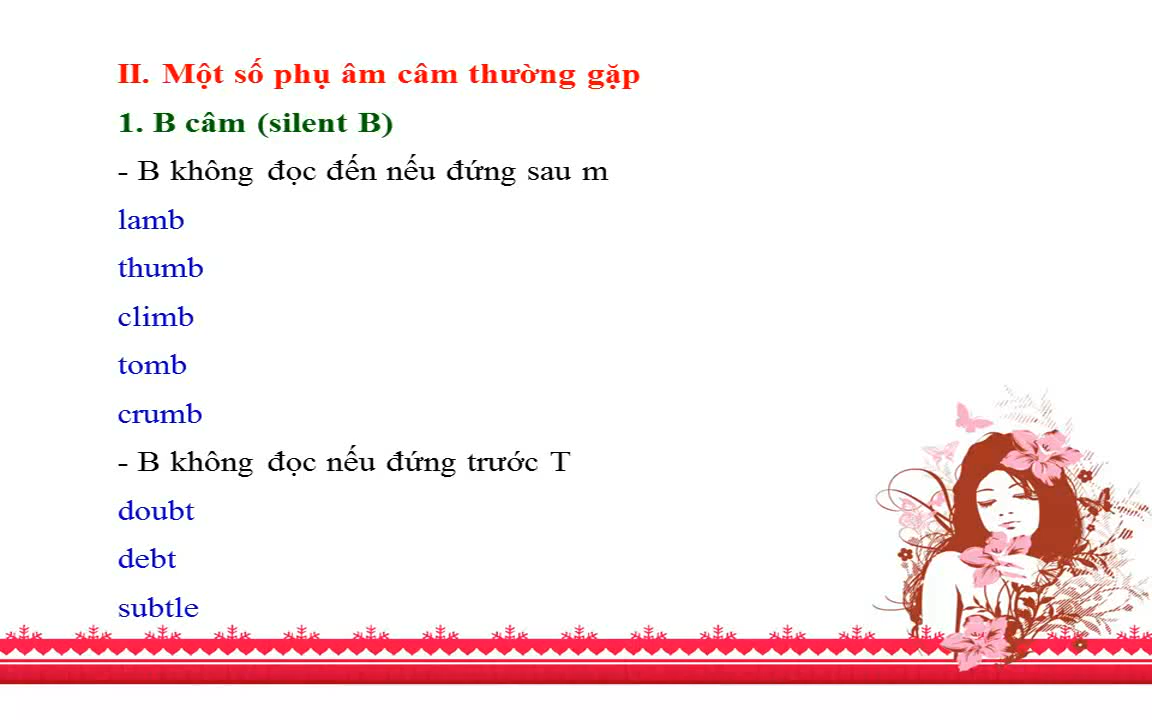 II. Một số phụ âm câm thường gặp
1. B câm (silent B)
- B không đọc đến nếu đứng sau m
lamb
thumb
climb
tomb
crumb
- B không đọc nếu đứng trước T
doubt
debt
subtle